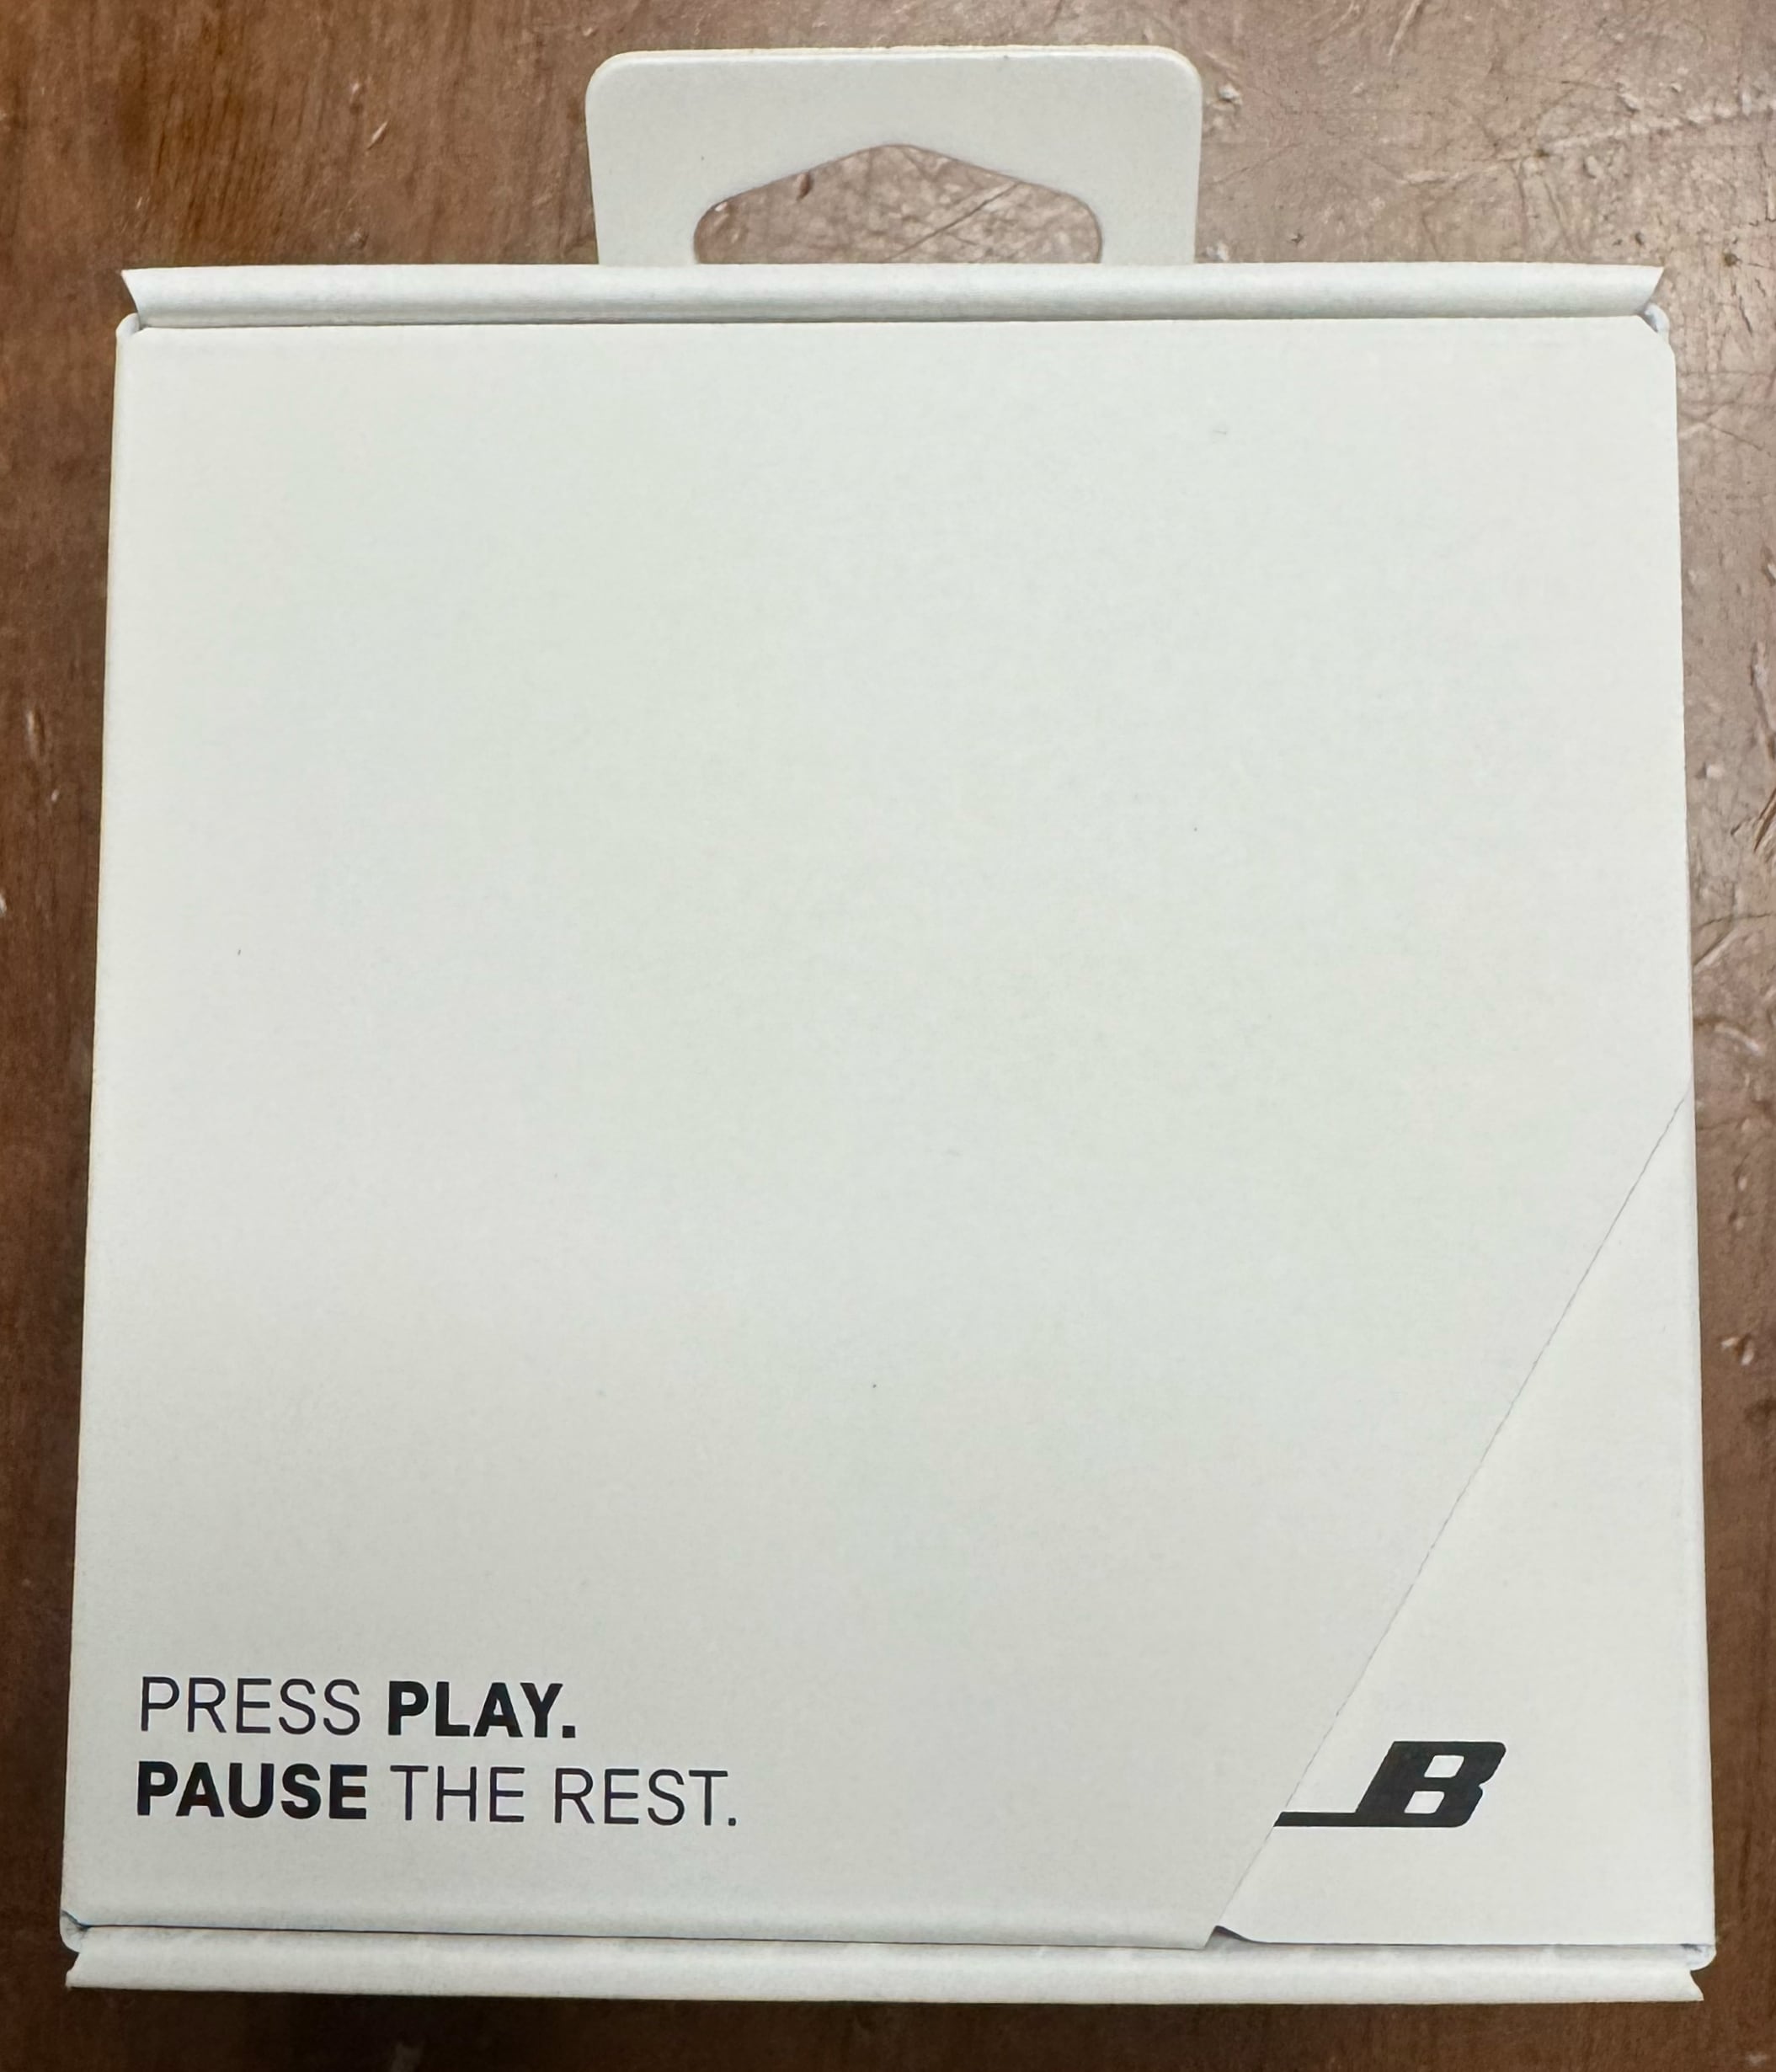 PRESS PLAY.
PAUSE THE REST.
B